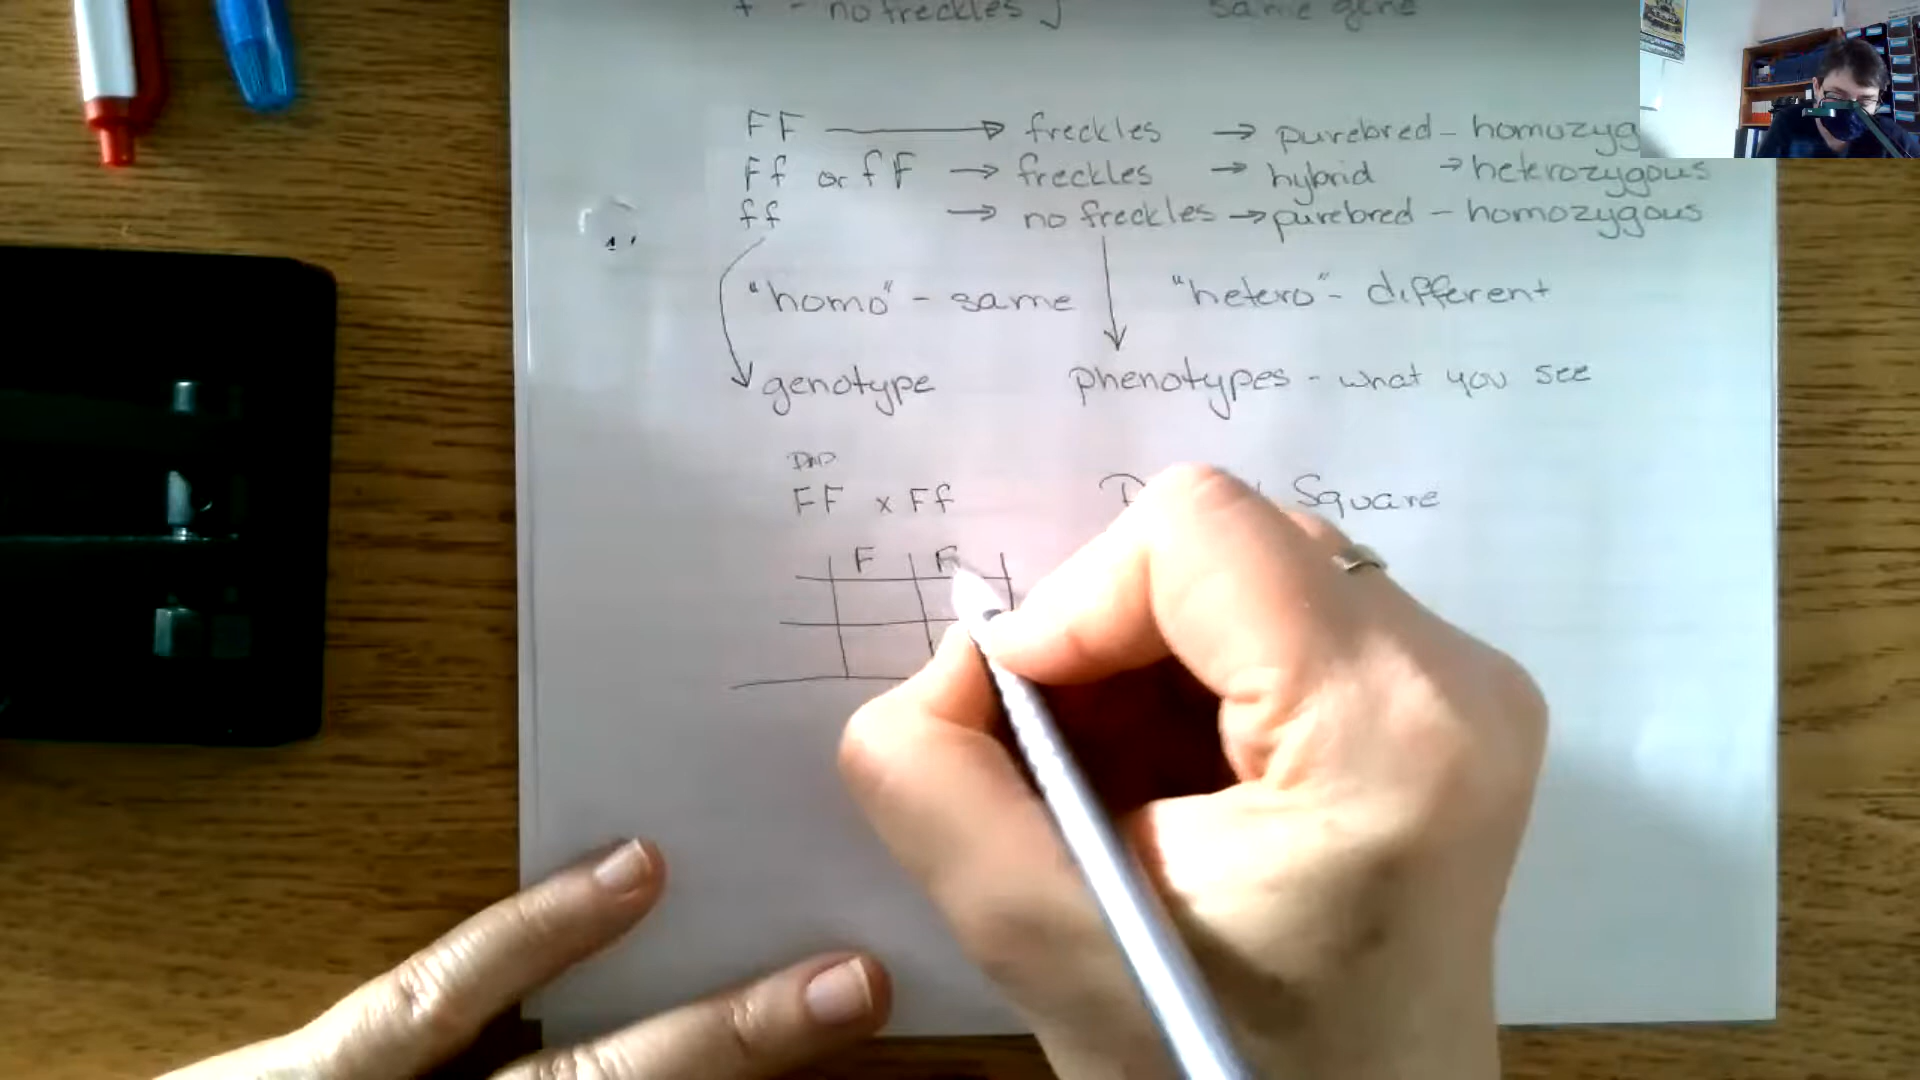 - no freckles } same gene
FF → freckles → purebred - homozyg
Ff or fF → freckles → hybrid → heterozygous
ff → no freckles → purebred - homozygous
"homo" - same "hetero" - different
genotype phenotypes - what you see
DAD
FF x Ff Square
F F